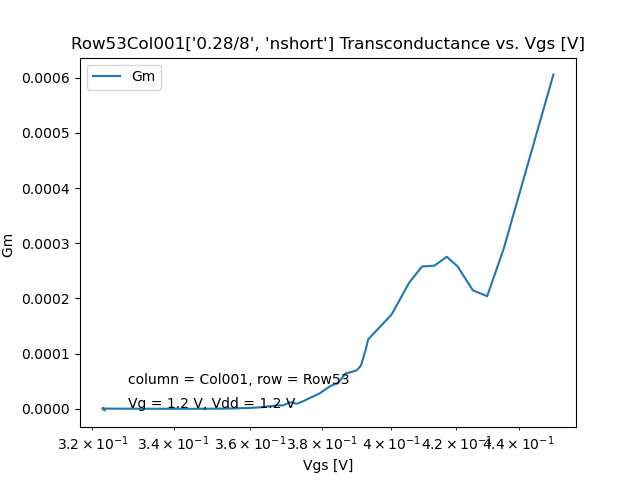 Row53Col001['0.28/8', 'nshort'] Transconductance vs. Vgs [V]
Gm
0.0006
0.0005
0.0004
0.0003
0.0002
0.0001
0.0000
Gm
column = Col001, row = Row53
Vg = 1.2 V, Vdd = 1.2 V
3.2 × 10⁻¹ 3.4 × 10⁻¹ 3.6 × 10⁻¹ 3.8 × 10⁻¹ 4 × 10⁻¹ 4.2 × 10⁻¹ 4.4 × 10⁻¹
Vgs [V]